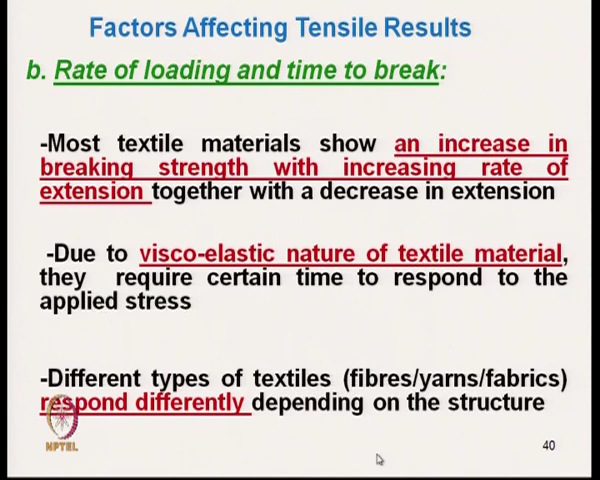 Factors Affecting Tensile Results
b. Rate of loading and time to break:
-Most textile materials show an increase in
breaking strength with increasing rate of
extension together with a decrease in extension
-Due to visco-elastic nature of textile material,
they require certain time to respond to the
applied stress
-Different types of textiles (fibres/yarns/fabrics)
respond differently depending on the structure
NPTEL
40